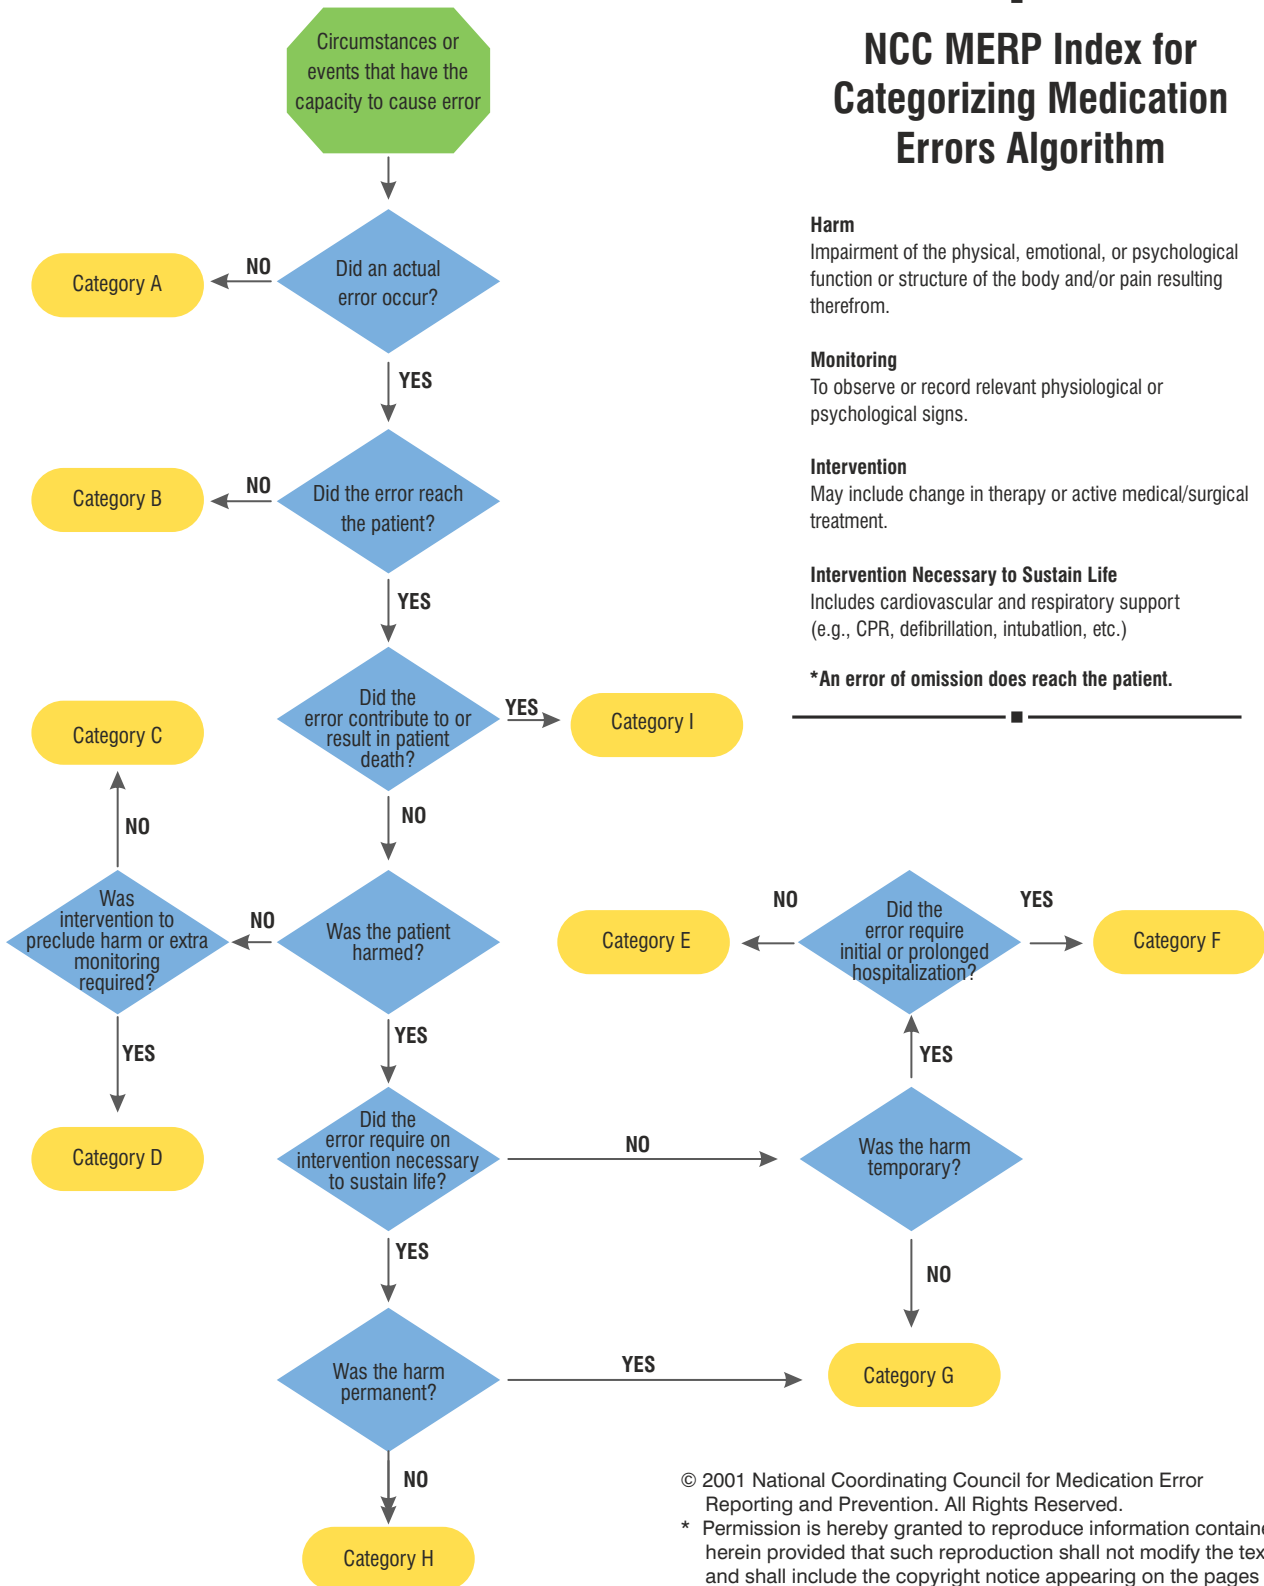 NCC MERP Index for
Categorizing Medication
Errors Algorithm
Circumstances or
events that have the
capacity to cause error
Harm
Impairment of the physical, emotional, or psychological
function or structure of the body and/or pain resulting
therefrom.
Monitoring
To observe or record relevant physiological or
psychological signs.
Intervention
May include change in therapy or active medical/surgical
treatment.
Intervention Necessary to Sustain Life
Includes cardiovascular and respiratory support
(e.g., CPR, defibrillation, intubatlion, etc.)
*An error of omission does reach the patient.
Did an actual
error occur?
NO
Category A
YES
Did the error reach
the patient?
NO
Category B
YES
Did the
error contribute to or
result in patient
death?
YES
Category I
NO
Was the patient
harmed?
NO
Was
intervention to
preclude harm or extra
monitoring
required?
NO
Category C
YES
Category D
YES
Did the
error require on
intervention necessary
to sustain life?
NO
Was the harm
temporary?
YES
Did the
error require
initial or prolonged
hospitalization?
NO
Category E
YES
Category F
NO
Category G
YES
Was the harm
permanent?
YES
NO
Category H
© 2001 National Coordinating Council for Medication Error
Reporting and Prevention. All Rights Reserved.
* Permission is hereby granted to reproduce information containe
herein provided that such reproduction shall not modify the tex
and shall include the copyright notice appearing on the pages